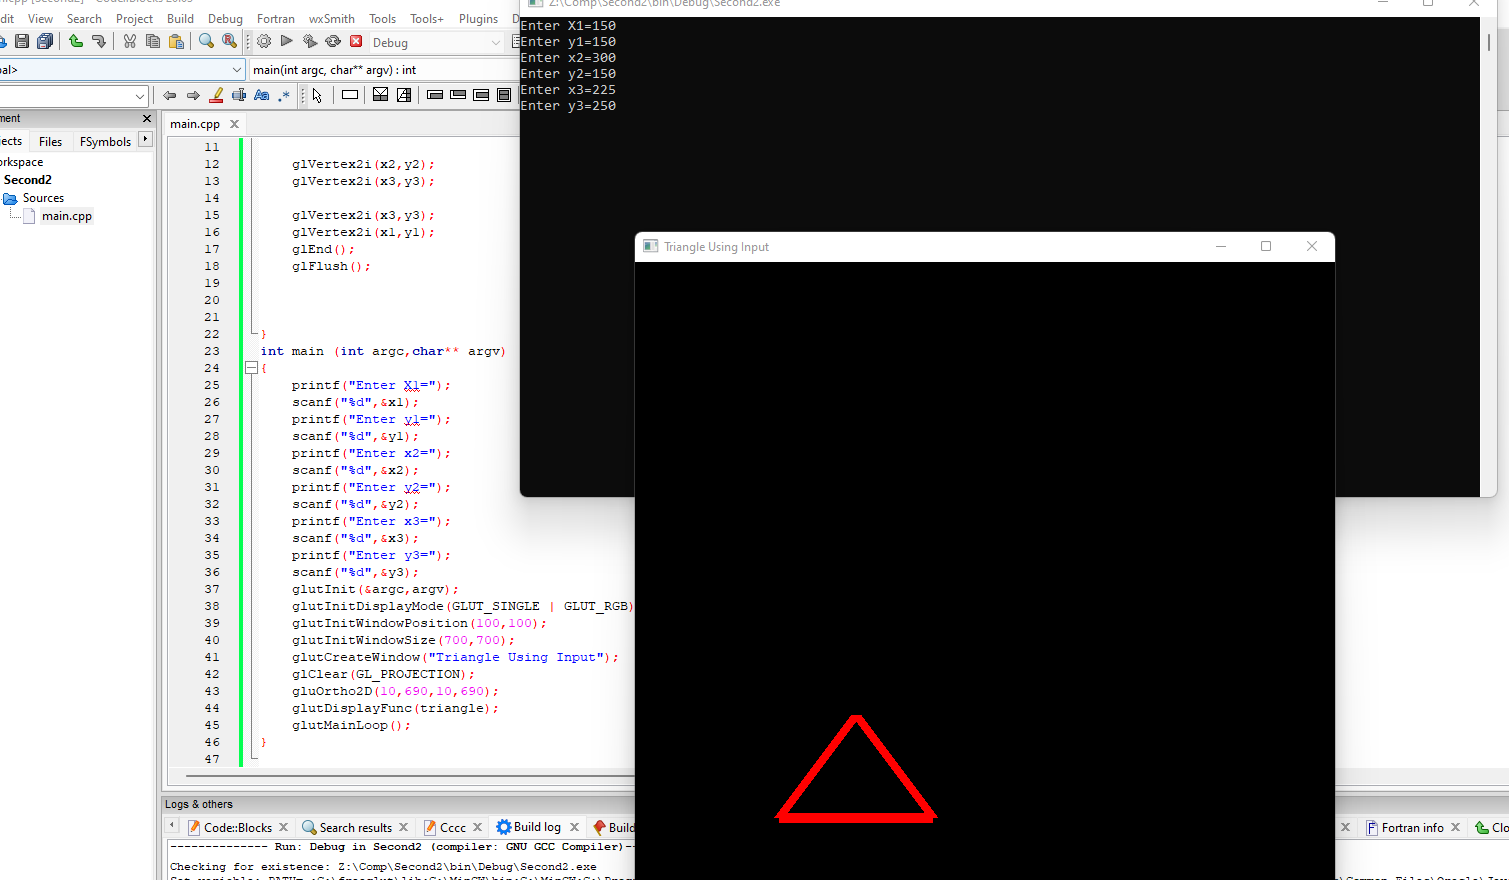 dit View Search Project Build Debug Fortran wxSmith Tools Tools+ Plugins D
Debug
bal>
main(int argc, char** argv) : int
ment
jects Files FSymbols
orkspace
Second2
Sources
main.cpp
main.cpp
11
12 glVertex2i(x2,y2);
13 glVertex2i(x3,y3);
14
15 glVertex2i(x3,y3);
16 glVertex2i(x1,y1);
17 glEnd();
18 glFlush();
19
20
21
22 }
23 int main (int argc,char** argv)
24 {
25 printf("Enter X1=");
26 scanf("%d",&x1);
27 printf("Enter y1=");
28 scanf("%d",&y1);
29 printf("Enter x2=");
30 scanf("%d",&x2);
31 printf("Enter y2=");
32 scanf("%d",&y2);
33 printf("Enter x3=");
34 scanf("%d",&x3);
35 printf("Enter y3=");
36 scanf("%d",&y3);
37 glutInit(&argc,argv);
38 glutInitDisplayMode(GLUT_SINGLE | GLUT_RGB)
39 glutInitWindowPosition(100,100);
40 glutInitWindowSize(700,700);
41 glutCreateWindow("Triangle Using Input");
42 glClear(GL_PROJECTION);
43 gluOrtho2D(10,690,10,690);
44 glutDisplayFunc(triangle);
45 glutMainLoop();
46 }
47
Z:\Comp\Second2\bin\Debug\Second2.exe
Enter X1=150
Enter y1=150
Enter x2=300
Enter y2=150
Enter x3=225
Enter y3=250
Triangle Using Input
Logs & others
Code::Blocks Search results Cccc Build log Build Fortran info Clo
-------------- Run: Debug in Second2 (compiler: GNU GCC Compiler)--
Checking for existence: Z:\Comp\Second2\bin\Debug\Second2.exe